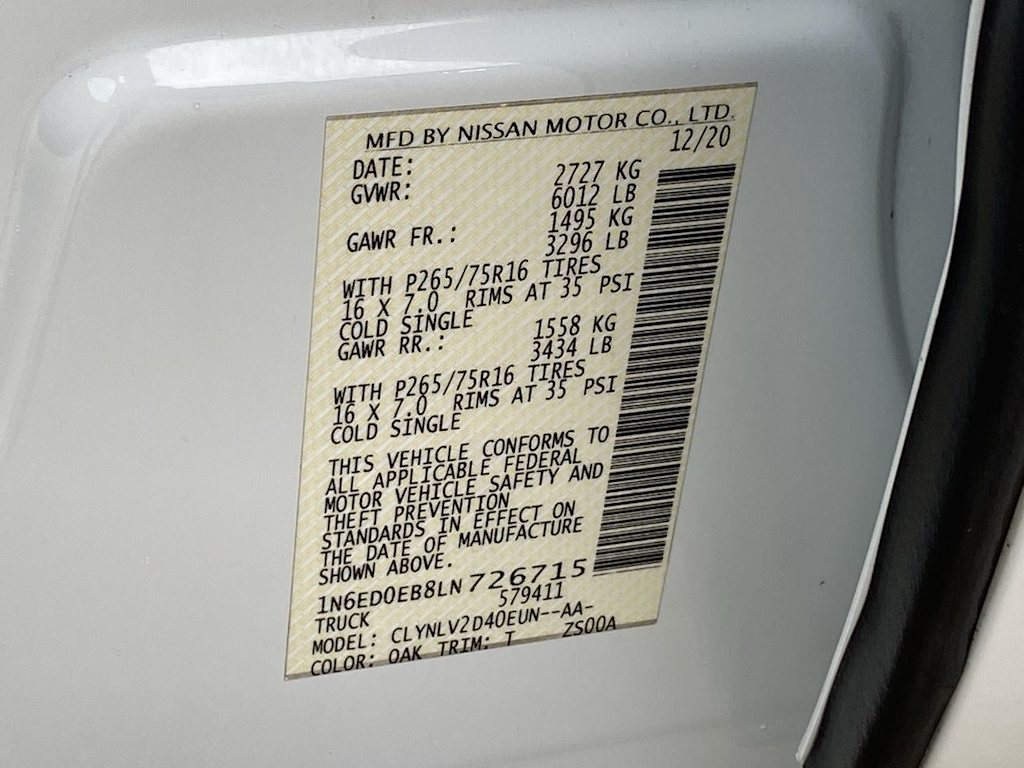 MFD BY NISSAN MOTOR CO., LTD.
DATE: 12/20
GVWR: 2727 KG
6012 LB
GAWR FR.: 1495 KG
3296 LB
WITH P265/75R16 TIRES
16 X 7.0 RIMS AT 35 PSI
COLD SINGLE
GAWR RR.: 1558 KG
3434 LB
WITH P265/75R16 TIRES
16 X 7.0 RIMS AT 35 PSI
COLD SINGLE
THIS VEHICLE CONFORMS TO
ALL APPLICABLE FEDERAL
MOTOR VEHICLE SAFETY AND
THEFT PREVENTION
STANDARDS IN EFFECT ON
THE DATE OF MANUFACTURE
SHOWN ABOVE.
1N6ED0EB8LN726715
TRUCK 579411
MODEL: CLYNLV2D40EUN--AA-
COLOR: QAK TRIM: T ZS00A